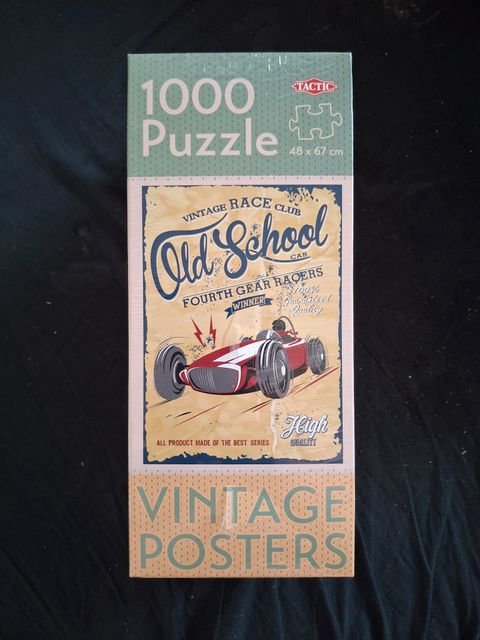 1000
Puzzle
TACTIC
48 x 67 cm
VINTAGE RACE CLUB
Old School
CAR
FOURTH GEAR RACERS
WINNER
100%
Guaranteed
Quality
High
QUALITY
ALL PRODUCT MADE OF THE BEST SERIES
VINTAGE
POSTERS